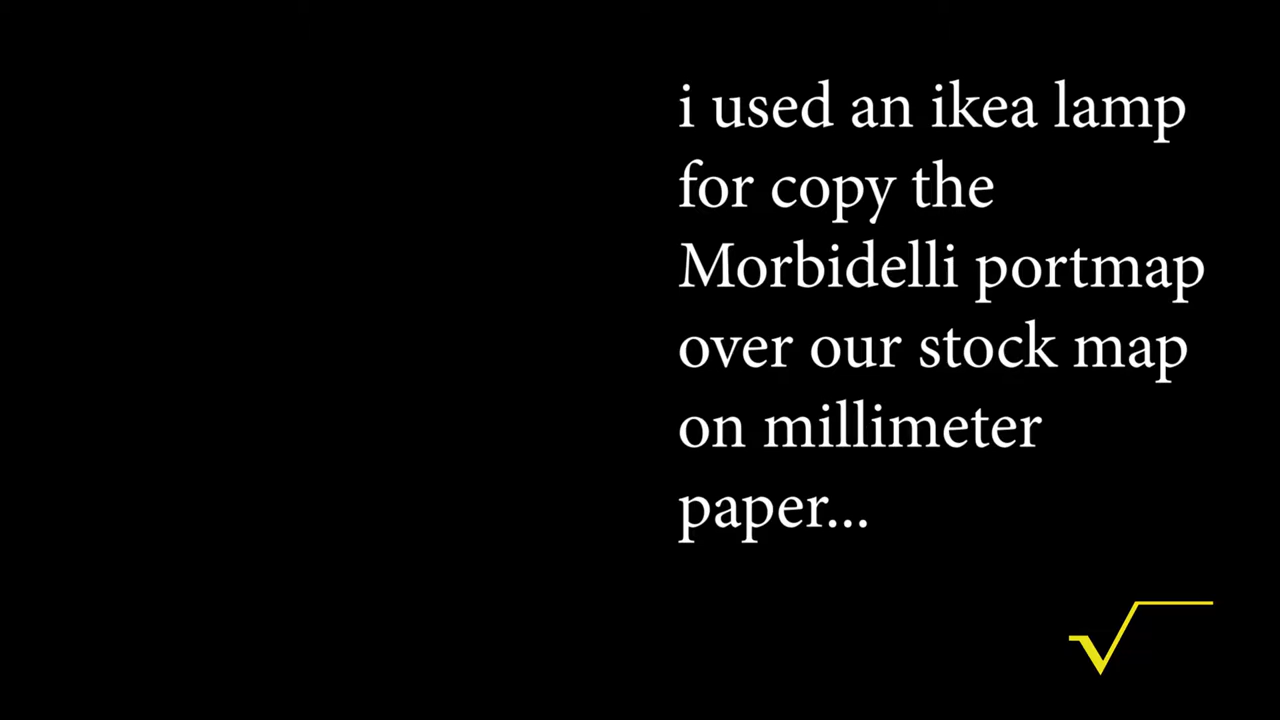 i used an ikea lamp
for copy the
Morbidelli portmap
over our stock map
on millimeter
paper...